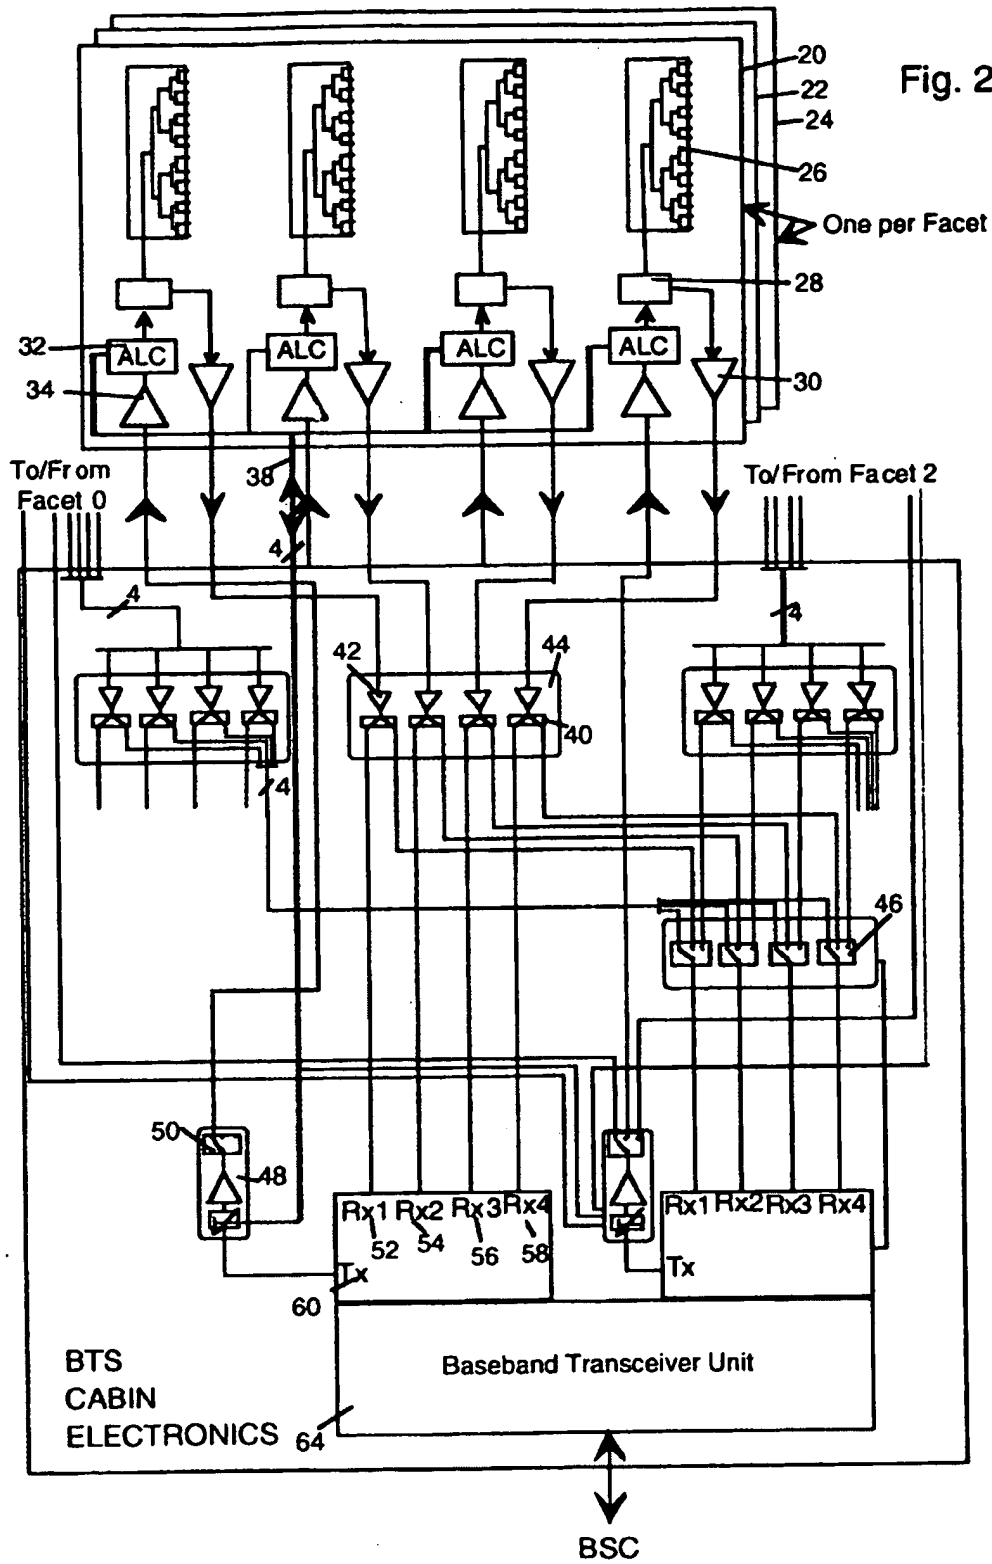 Fig. 2
20
22
24
26
One per Facet
28
32 ALC ALC ALC ALC
34
30
To/From
Facet 0
38
To/From Facet 2
4
4
4
42
44
40
4
46
50
48
Rx1 Rx2 Rx3 Rx4
52 54 56 58
Tx
60
Rx1 Rx2 Rx3 Rx4
Tx
Baseband Transceiver Unit
BTS
CABIN
ELECTRONICS
64
BSC